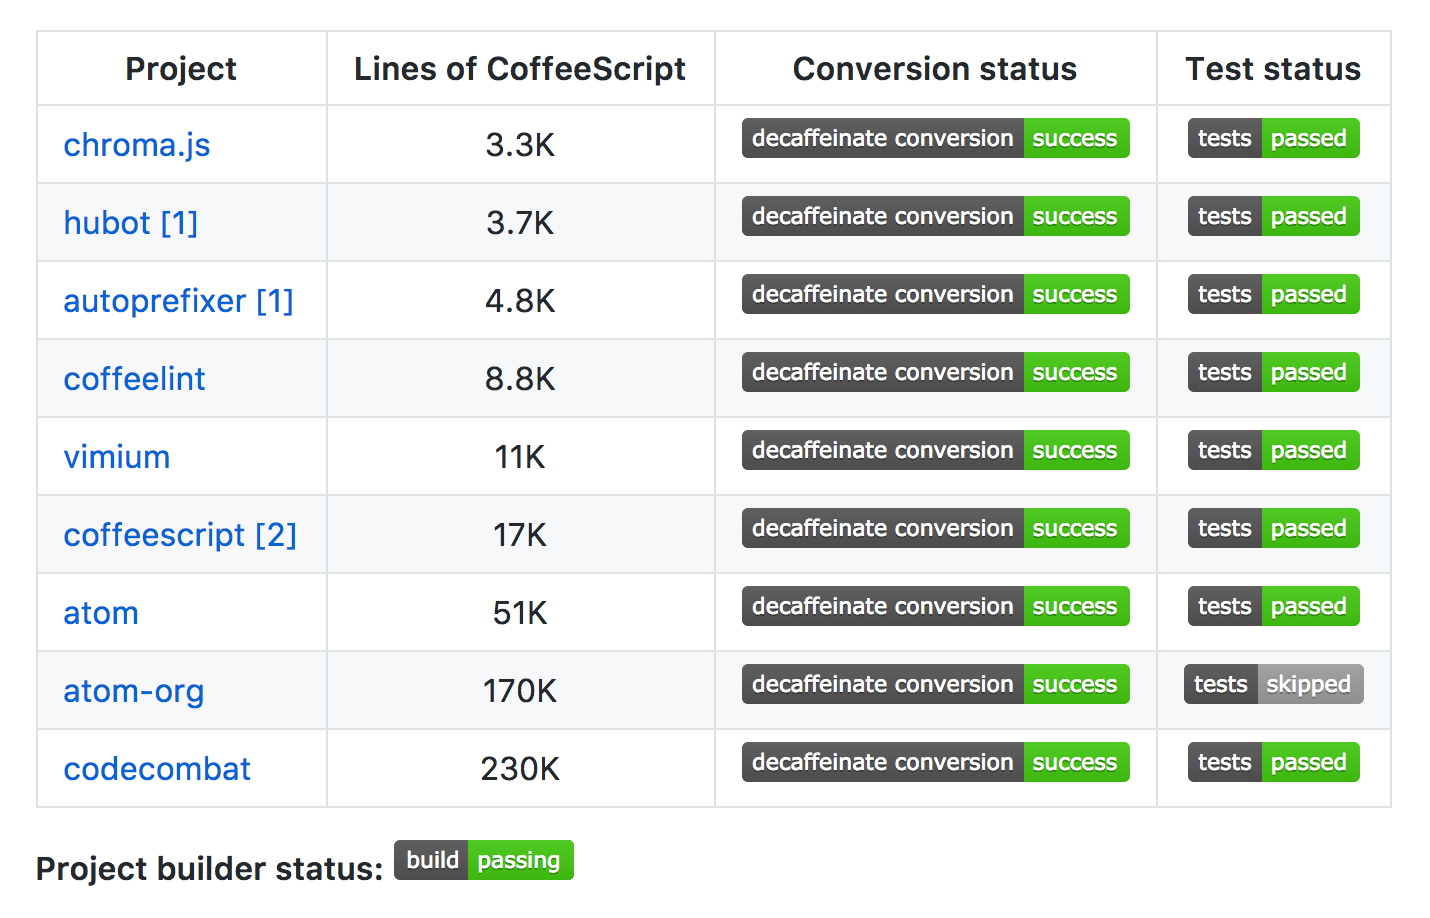 Project Lines of CoffeeScript Conversion status Test status
chroma.js 3.3K decaffeinate conversion success tests passed
hubot [1] 3.7K decaffeinate conversion success tests passed
autoprefixer [1] 4.8K decaffeinate conversion success tests passed
coffeelint 8.8K decaffeinate conversion success tests passed
vimium 11K decaffeinate conversion success tests passed
coffeescript [2] 17K decaffeinate conversion success tests passed
atom 51K decaffeinate conversion success tests passed
atom-org 170K decaffeinate conversion success tests skipped
codecombat 230K decaffeinate conversion success tests passed
Project builder status: build passing